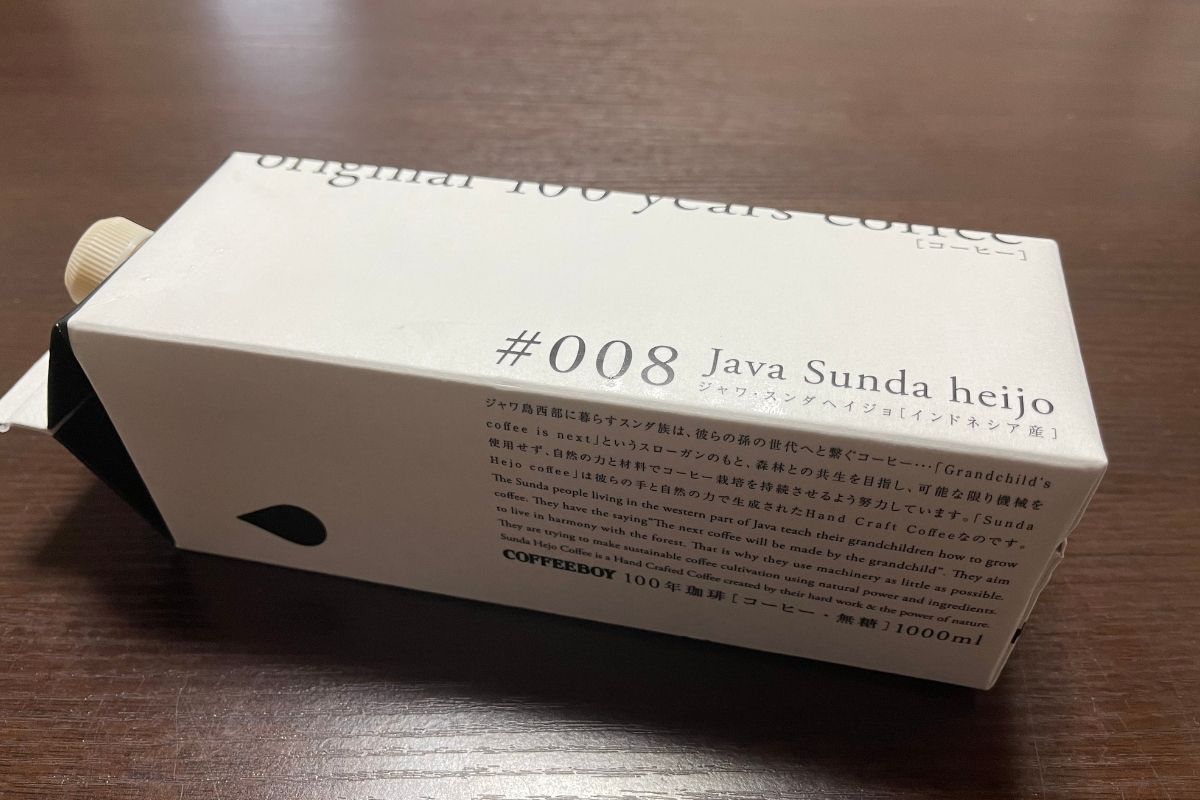 original 100 years coffee
[コーヒー]
#008 Java Sunda heijo
ジャワ・スンダヘイジョ[インドネシア産]
ジャワ島西部に暮らすスンダ族は、彼らの孫の世代へと繋ぐコーヒー…「Grandchild's
coffee is next」というスローガンのもと、森林との共生を目指し、可能な限り機械を
使用せず、自然の力と材料でコーヒー栽培を持続させるよう努力しています。「Sunda
Hejo coffee」は彼らの手と自然の力で生成されたHand Craft Coffeeなのです。
The Sunda people living in the western part of Java teach their grandchildren how to grow
coffee. They have the saying"The next coffee will be made by the grandchild". They aim
to live in harmony with the forest. That is why they use machinery as little as possible.
They are trying to make sustainable coffee cultivation using natural power and ingredients.
Sunda Hejo Coffee is a Hand Crafted Coffee created by their hard work & the power of nature.
COFFEEBOY 100年珈琲[コーヒー・無糖]1000ml